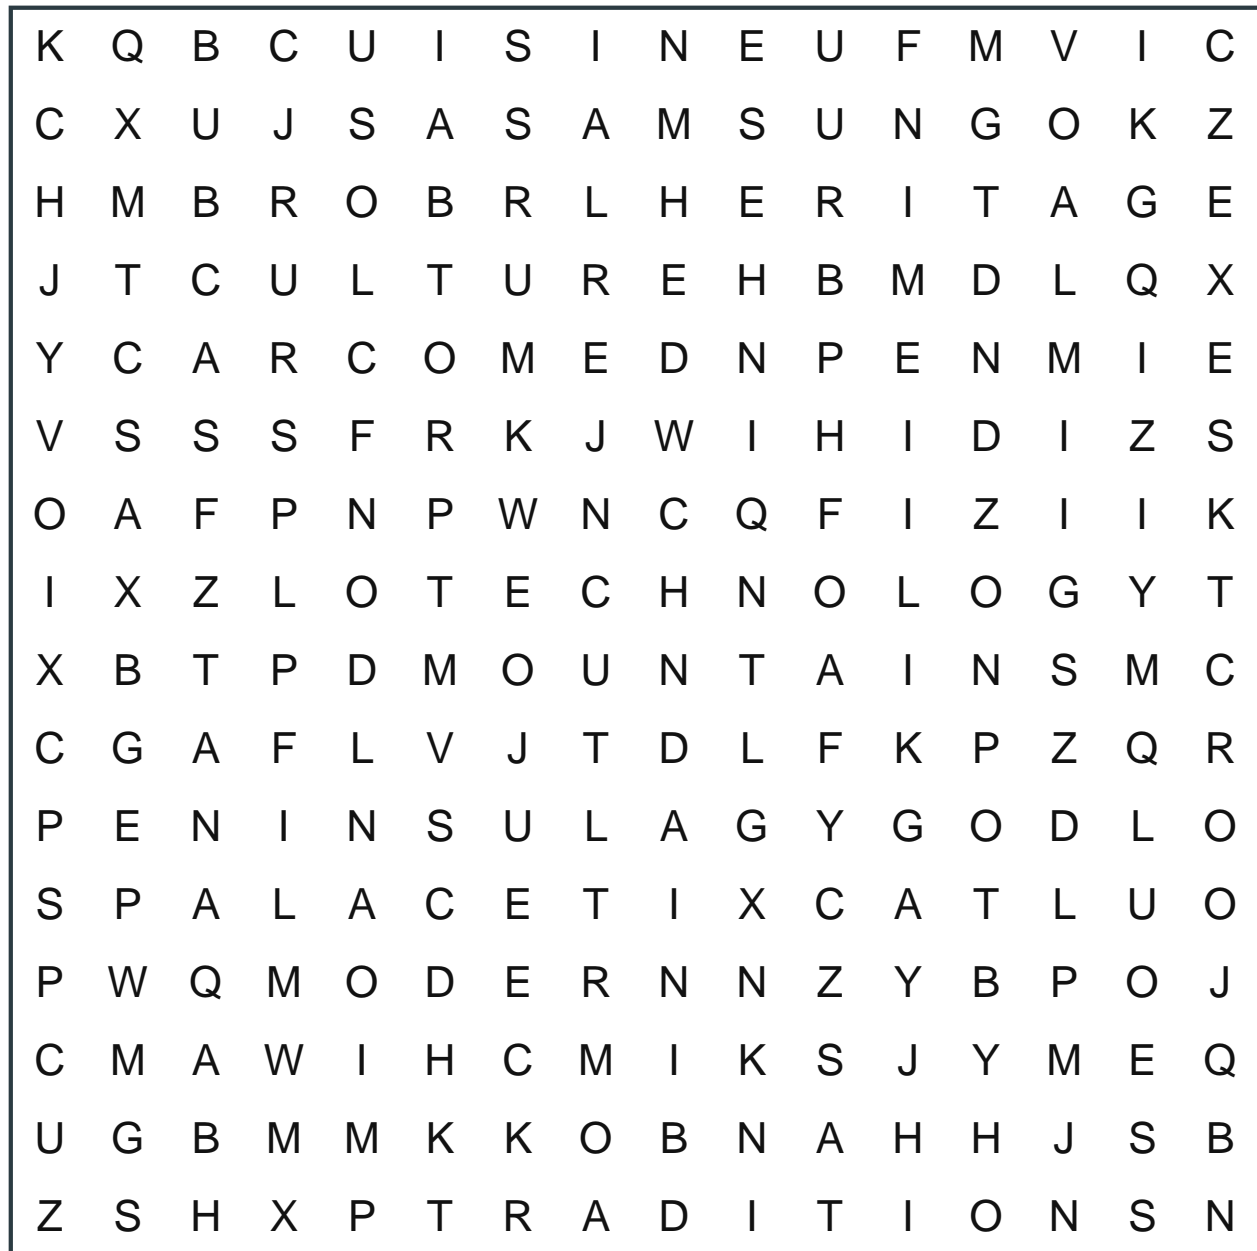 K Q B C U I S I N E U F M V I C
C X U J S A S A M S U N G O K Z
H M B R O B R L H E R I T A G E
J T C U L T U R E H B M D L Q X
Y C A R C O M E D N P E N M I E
V S S S F R K J W I H I D I Z S
O A F P N P W N C Q F I Z I I K
I X Z L O T E C H N O L O G Y T
X B T P D M O U N T A I N S M C
C G A F L V J T D L F K P Z Q R
P E N I N S U L A G Y G O D L O
S P A L A C E T I X C A T L U O
P W Q M O D E R N N Z Y B P O J
C M A W I H C M I K S J Y M E Q
U G B M M K K O B N A H H J S B
Z S H X P T R A D I T I O N S N